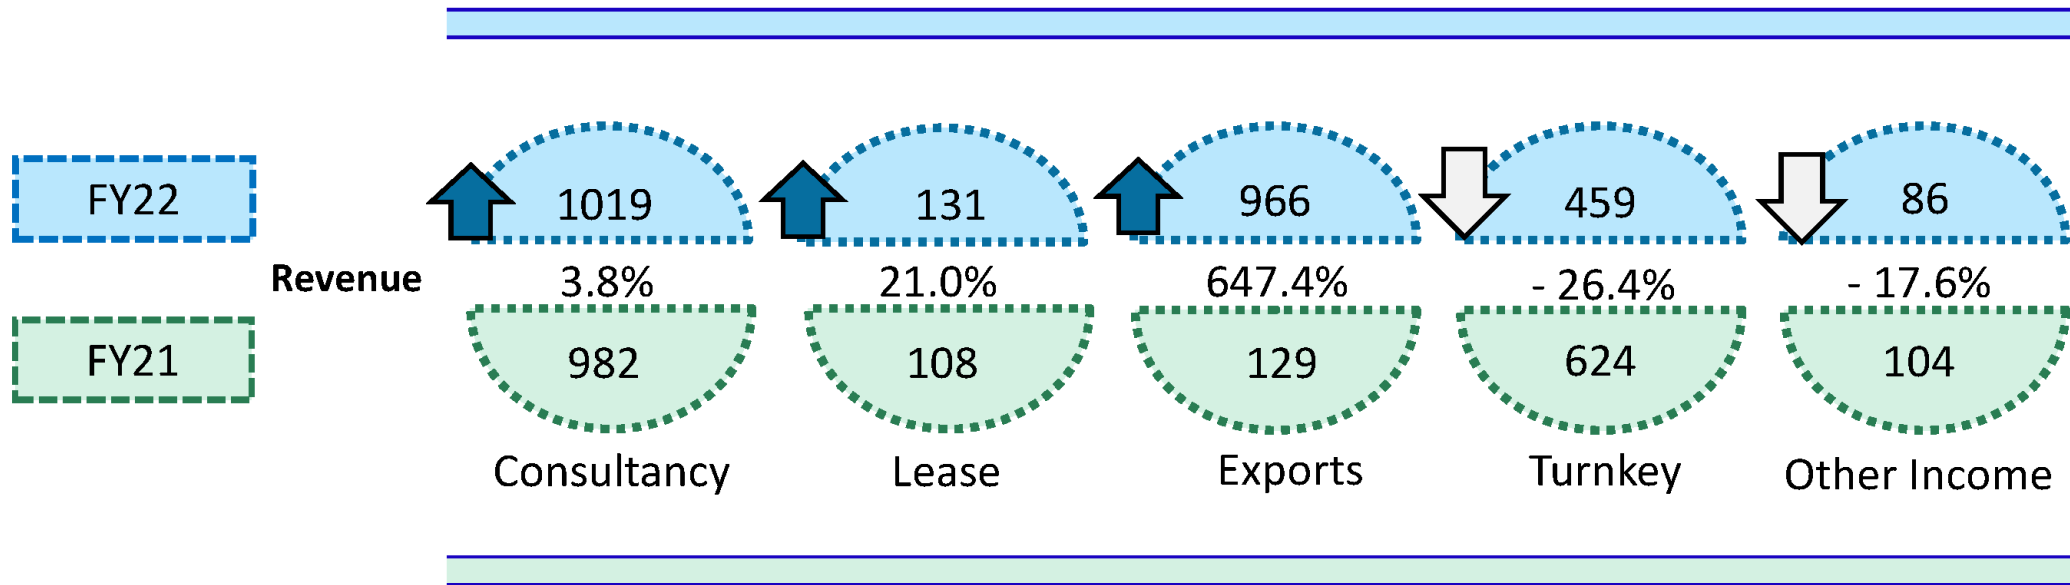 FY22
1019 131 966 459 86
Revenue 3.8% 21.0% 647.4% - 26.4% - 17.6%
FY21
982 108 129 624 104
Consultancy Lease Exports Turnkey Other Income